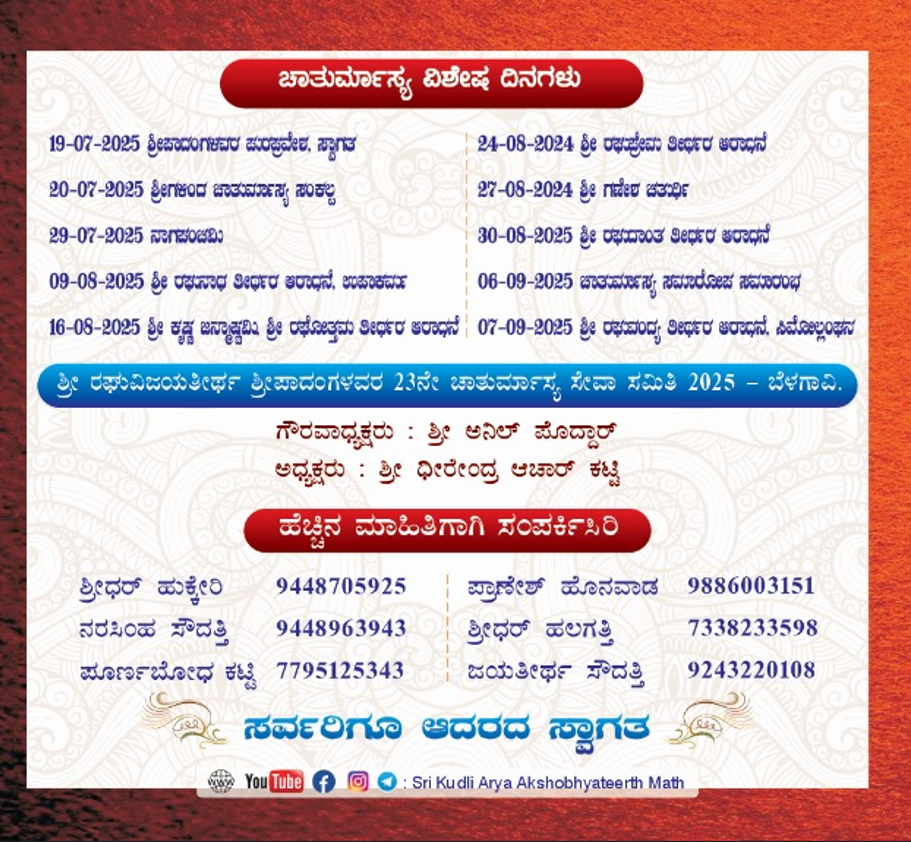 ಚಾತುರ್ಮಾಸ್ಯ ವಿಶೇಷ ದಿನಗಳು
19-07-2025 ಶ್ರೀಪಾದಂಗಳವರ ಪುರಪ್ರವೇಶ, ಸ್ವಾಗತ
20-07-2025 ಶ್ರೀಗಳಿಂದ ಚಾತುರ್ಮಾಸ್ಯ ಸಂಕಲ್ಪ
29-07-2025 ನಾಗಪಂಚಮಿ
09-08-2025 ಶ್ರೀ ರಘುನಾಥ ತೀರ್ಥರ ಆರಾಧನೆ, ಉಪಾಕರ್ಮ
16-08-2025 ಶ್ರೀ ಕೃಷ್ಣ ಜನ್ಮಾಷ್ಟಮಿ, ಶ್ರೀ ರಘೋತ್ತಮ ತೀರ್ಥರ ಆರಾಧನೆ
24-08-2024 ಶ್ರೀ ರಘುಪ್ರೇಮ ತೀರ್ಥರ ಆರಾಧನೆ
27-08-2024 ಶ್ರೀ ಗಣೇಶ ಚತುರ್ಥಿ
30-08-2025 ಶ್ರೀ ರಘುದಾಂತ ತೀರ್ಥರ ಆರಾಧನೆ
06-09-2025 ಚಾತುರ್ಮಾಸ್ಯ ಸಮಾರೋಪ ಸಮಾರಂಭ
07-09-2025 ಶ್ರೀ ರಘುವಂದ್ಯ ತೀರ್ಥರ ಆರಾಧನೆ, ಸಿಮೋಲ್ಲಂಘನ
ಶ್ರೀ ರಘುವಿಜಯತೀರ್ಥ ಶ್ರೀಪಾದಂಗಳವರ 23ನೇ ಚಾತುರ್ಮಾಸ್ಯ ಸೇವಾ ಸಮಿತಿ 2025 – ಬೆಳಗಾವಿ.
ಗೌರವಾಧ್ಯಕ್ಷರು : ಶ್ರೀ ಅನಿಲ್ ಪೊದ್ದಾರ್
ಅಧ್ಯಕ್ಷರು : ಶ್ರೀ ಧೀರೇಂದ್ರ ಆಚಾರ್ ಕಟ್ಟಿ
ಹೆಚ್ಚಿನ ಮಾಹಿತಿಗಾಗಿ ಸಂಪರ್ಕಿಸಿರಿ
ಶ್ರೀಧರ್ ಹುಕ್ಕೇರಿ 9448705925
ನರಸಿಂಹ ಸೌದತ್ತಿ 9448963943
ಪೂರ್ಣಬೋಧ ಕಟ್ಟಿ 7795125343
ಪ್ರಾಣೇಶ್ ಹೊನವಾಡ 9886003151
ಶ್ರೀಧರ್ ಹಲಗತ್ತಿ 7338233598
ಜಯತೀರ್ಥ ಸೌದತ್ತಿ 9243220108
ಸರ್ವರಿಗೂ ಆದರದ ಸ್ವಾಗತ
www YouTube : Sri Kudli Arya Akshobhyateerth Math